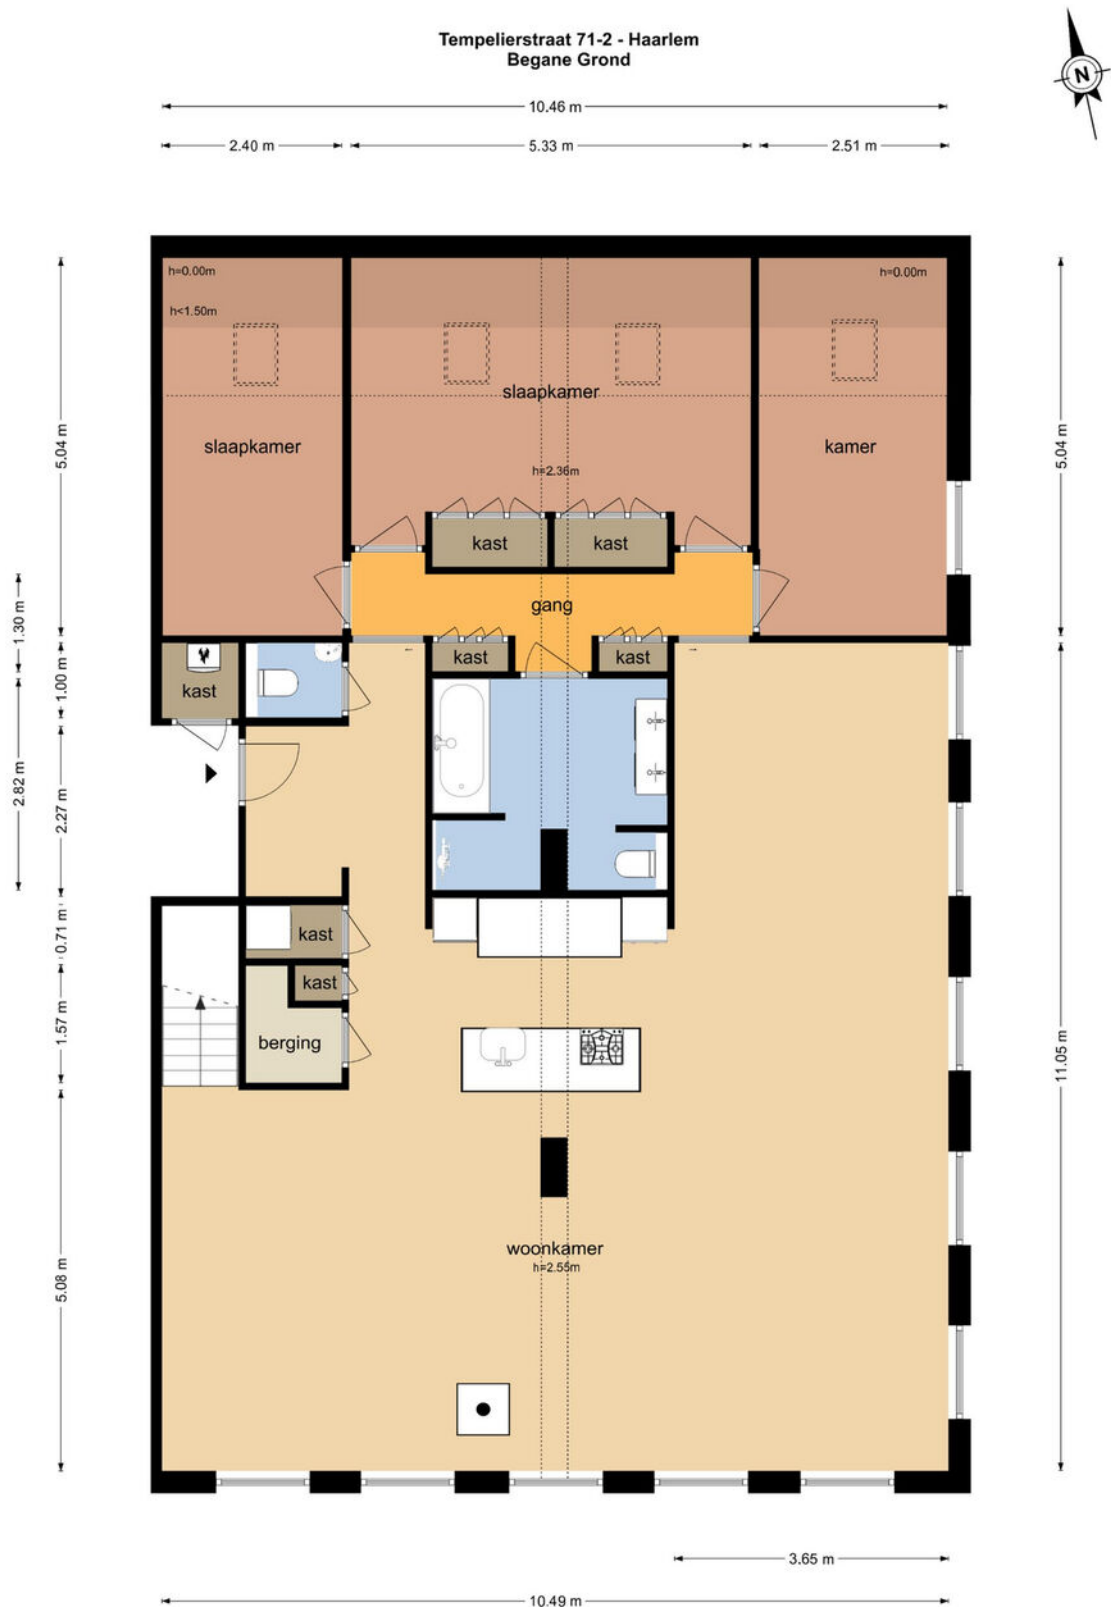 Tempelierstraat 71-2 - Haarlem
Begane Grond
N
10.46 m
2.40 m
5.33 m
2.51 m
h=0.00m
h=0.00m
h<1.50m
slaapkamer
slaapkamer
kamer
h=2.36m
5.04 m
5.04 m
kast
kast
gang
1.30 m
kast
kast
1.00 m
kast
2.82 m
2.27 m
0.71 m
kast
kast
1.57 m
berging
11.05 m
woonkamer
h=2.55m
5.08 m
3.65 m
10.49 m